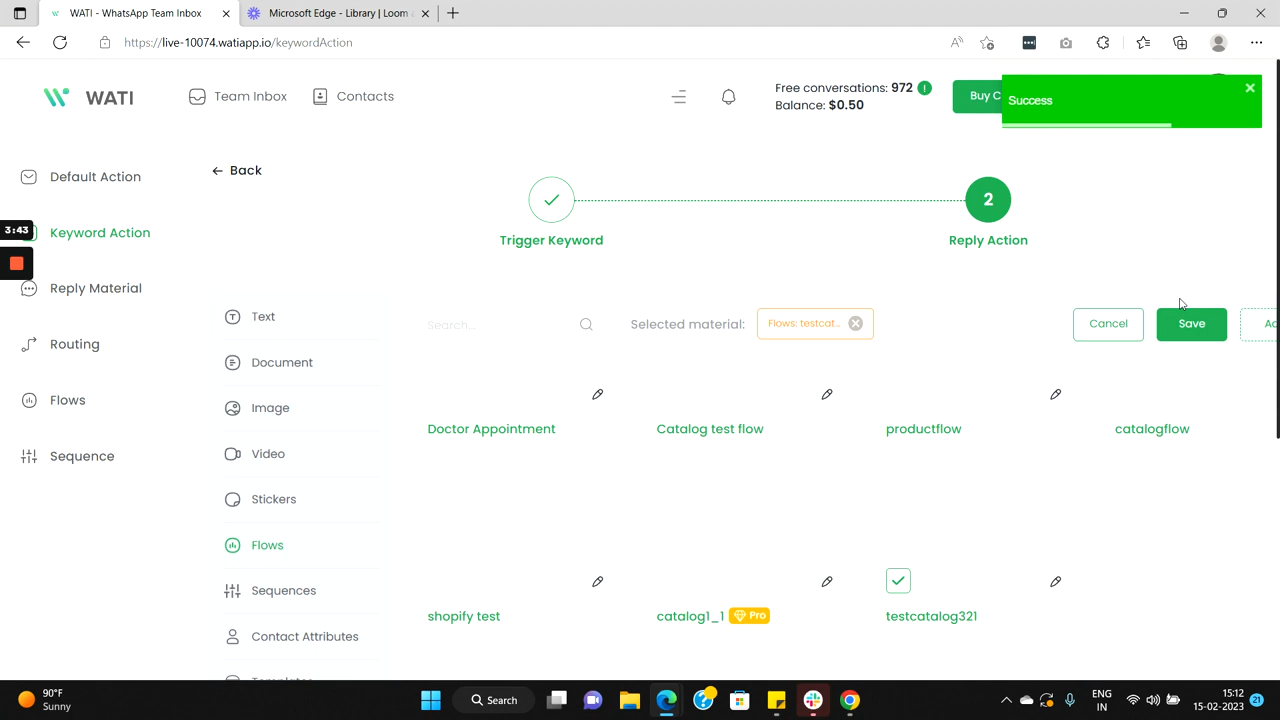 WATI - WhatsApp Team Inbox
Microsoft Edge - Library | Loom
https://live-10074.watiapp.io/keywordAction
WATI
Team Inbox
Contacts
Free conversations: 972
Balance: $0.50
Buy C
Success
Default Action
Keyword Action
Reply Material
Routing
Flows
Sequence
3:43
Back
2
Trigger Keyword
Reply Action
Text
Document
Image
Video
Stickers
Flows
Sequences
Contact Attributes
Search...
Selected material:
Flows: testcat...
Cancel
Save
Doctor Appointment
Catalog test flow
productflow
catalogflow
shopify test
catalog1_1
Pro
testcatalog321
90°F
Sunny
Search
ENG
IN
15:12
15-02-2023
21